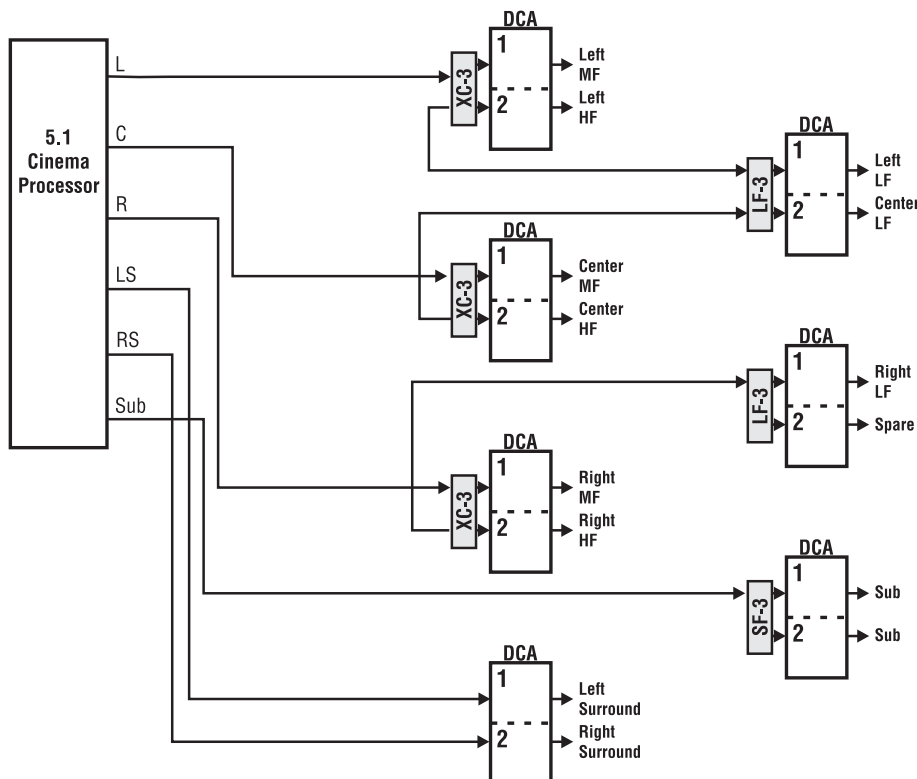 5.1
Cinema
Processor
L
C
R
LS
RS
Sub
DCA
XC-3
1
2
Left
MF
Left
HF
DCA
LF-3
1
2
Left
LF
Center
LF
DCA
XC-3
1
2
Center
MF
Center
HF
DCA
LF-3
1
2
Right
LF
Spare
DCA
XC-3
1
2
Right
MF
Right
HF
DCA
SF-3
1
2
Sub
Sub
DCA
1
2
Left
Surround
Right
Surround